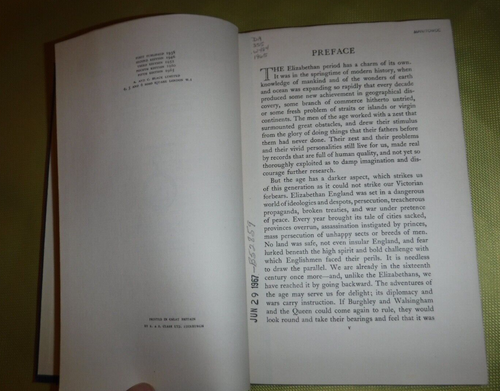 PRINTED IN GREAT BRITAIN
PREFACE
THE Elizabethan period has a charm of its own.
It was in the springtime of modern history, when
knowledge of mankind and of the wonders of earth
and ocean was expanding so rapidly that every decade
produced some new achievement in geographical dis-
covery, some branch of commerce hitherto untried,
or some fresh problem of straits or islands or virgin
continents. The men of the age worked with a zest that
surmounted great obstacles, and drew their stimulus
from the glory of doing things that their fathers before
them had never done. Their zest and their problems
and their vivid personalities still live for us, made real
by records that are full of human quality, and not yet so
thoroughly exploited as to damp imagination and dis-
courage further research.
But the age has a darker aspect, which strikes us
of this generation as it could not strike our Victorian
forbears. Elizabethan England was set in a dangerous
world of ideologies and despots, persecution, treacherous
propaganda, broken treaties, and war under pretence
of peace. Every year brought its tale of cities sacked,
provinces overrun, assassination instigated by princes,
mass persecution of unhappy sects or breeds of men.
No land was safe, not even insular England, and fear
lurked beneath the high spirit and bold challenge with
which Englishmen faced their perils. It is needless
to draw the parallel. We are already in the sixteenth
century once more—and, unlike the Elizabethans, we
have reached it by going backward. The adventures of
the age may serve us for delight; its diplomacy and
wars carry instruction. If Burghley and Walsingham
and the Queen could come again to rule, they would
look round and take their bearings and feel that it was
v
JUN 29 1967